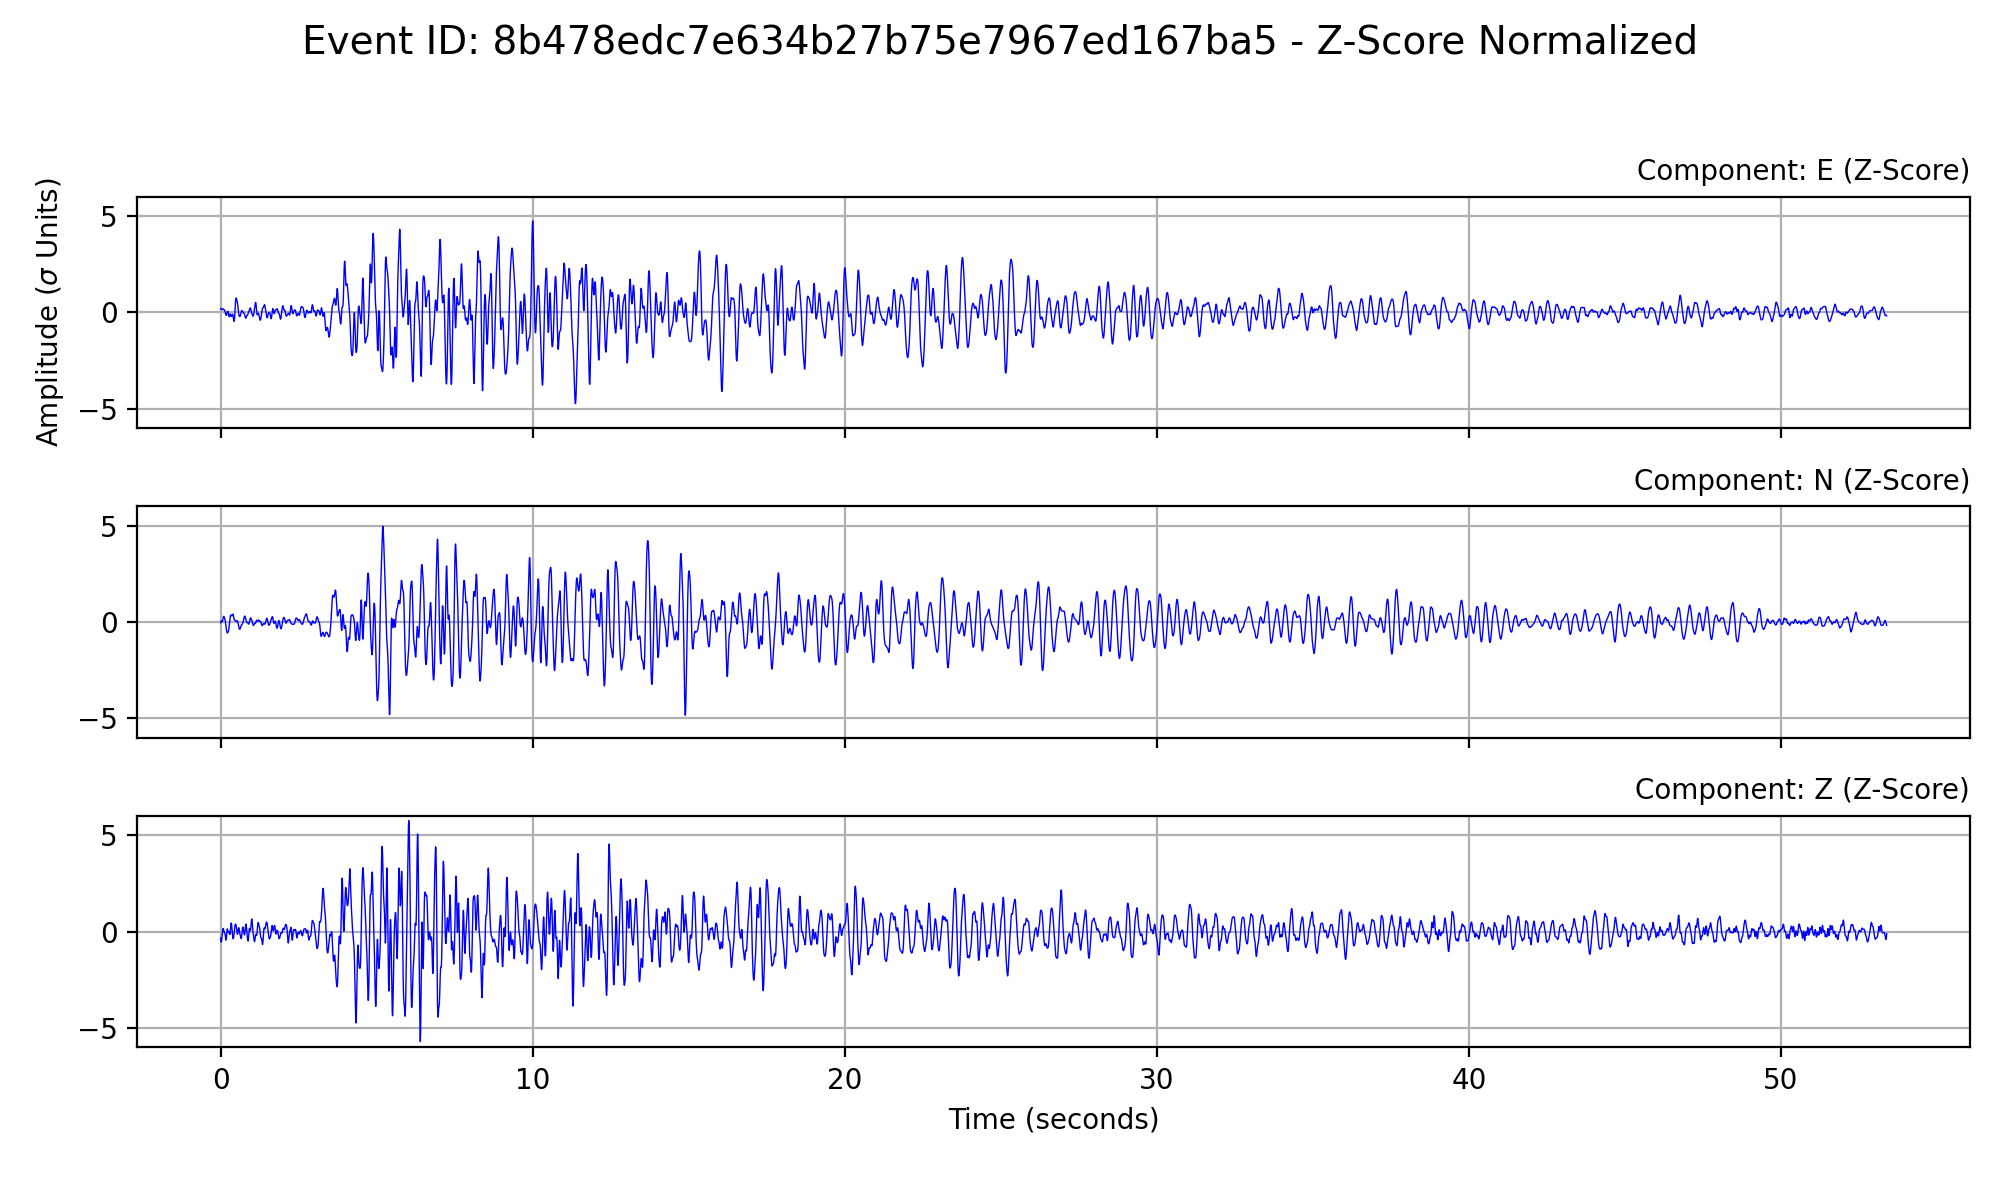 Event ID: 8b478edc7e634b27b75e7967ed167ba5 - Z-Score Normalized
Component: E (Z-Score)
Amplitude (σ Units)
5
0
−5
Component: N (Z-Score)
5
0
−5
Component: Z (Z-Score)
5
0
−5
0 10 20 30 40 50
Time (seconds)